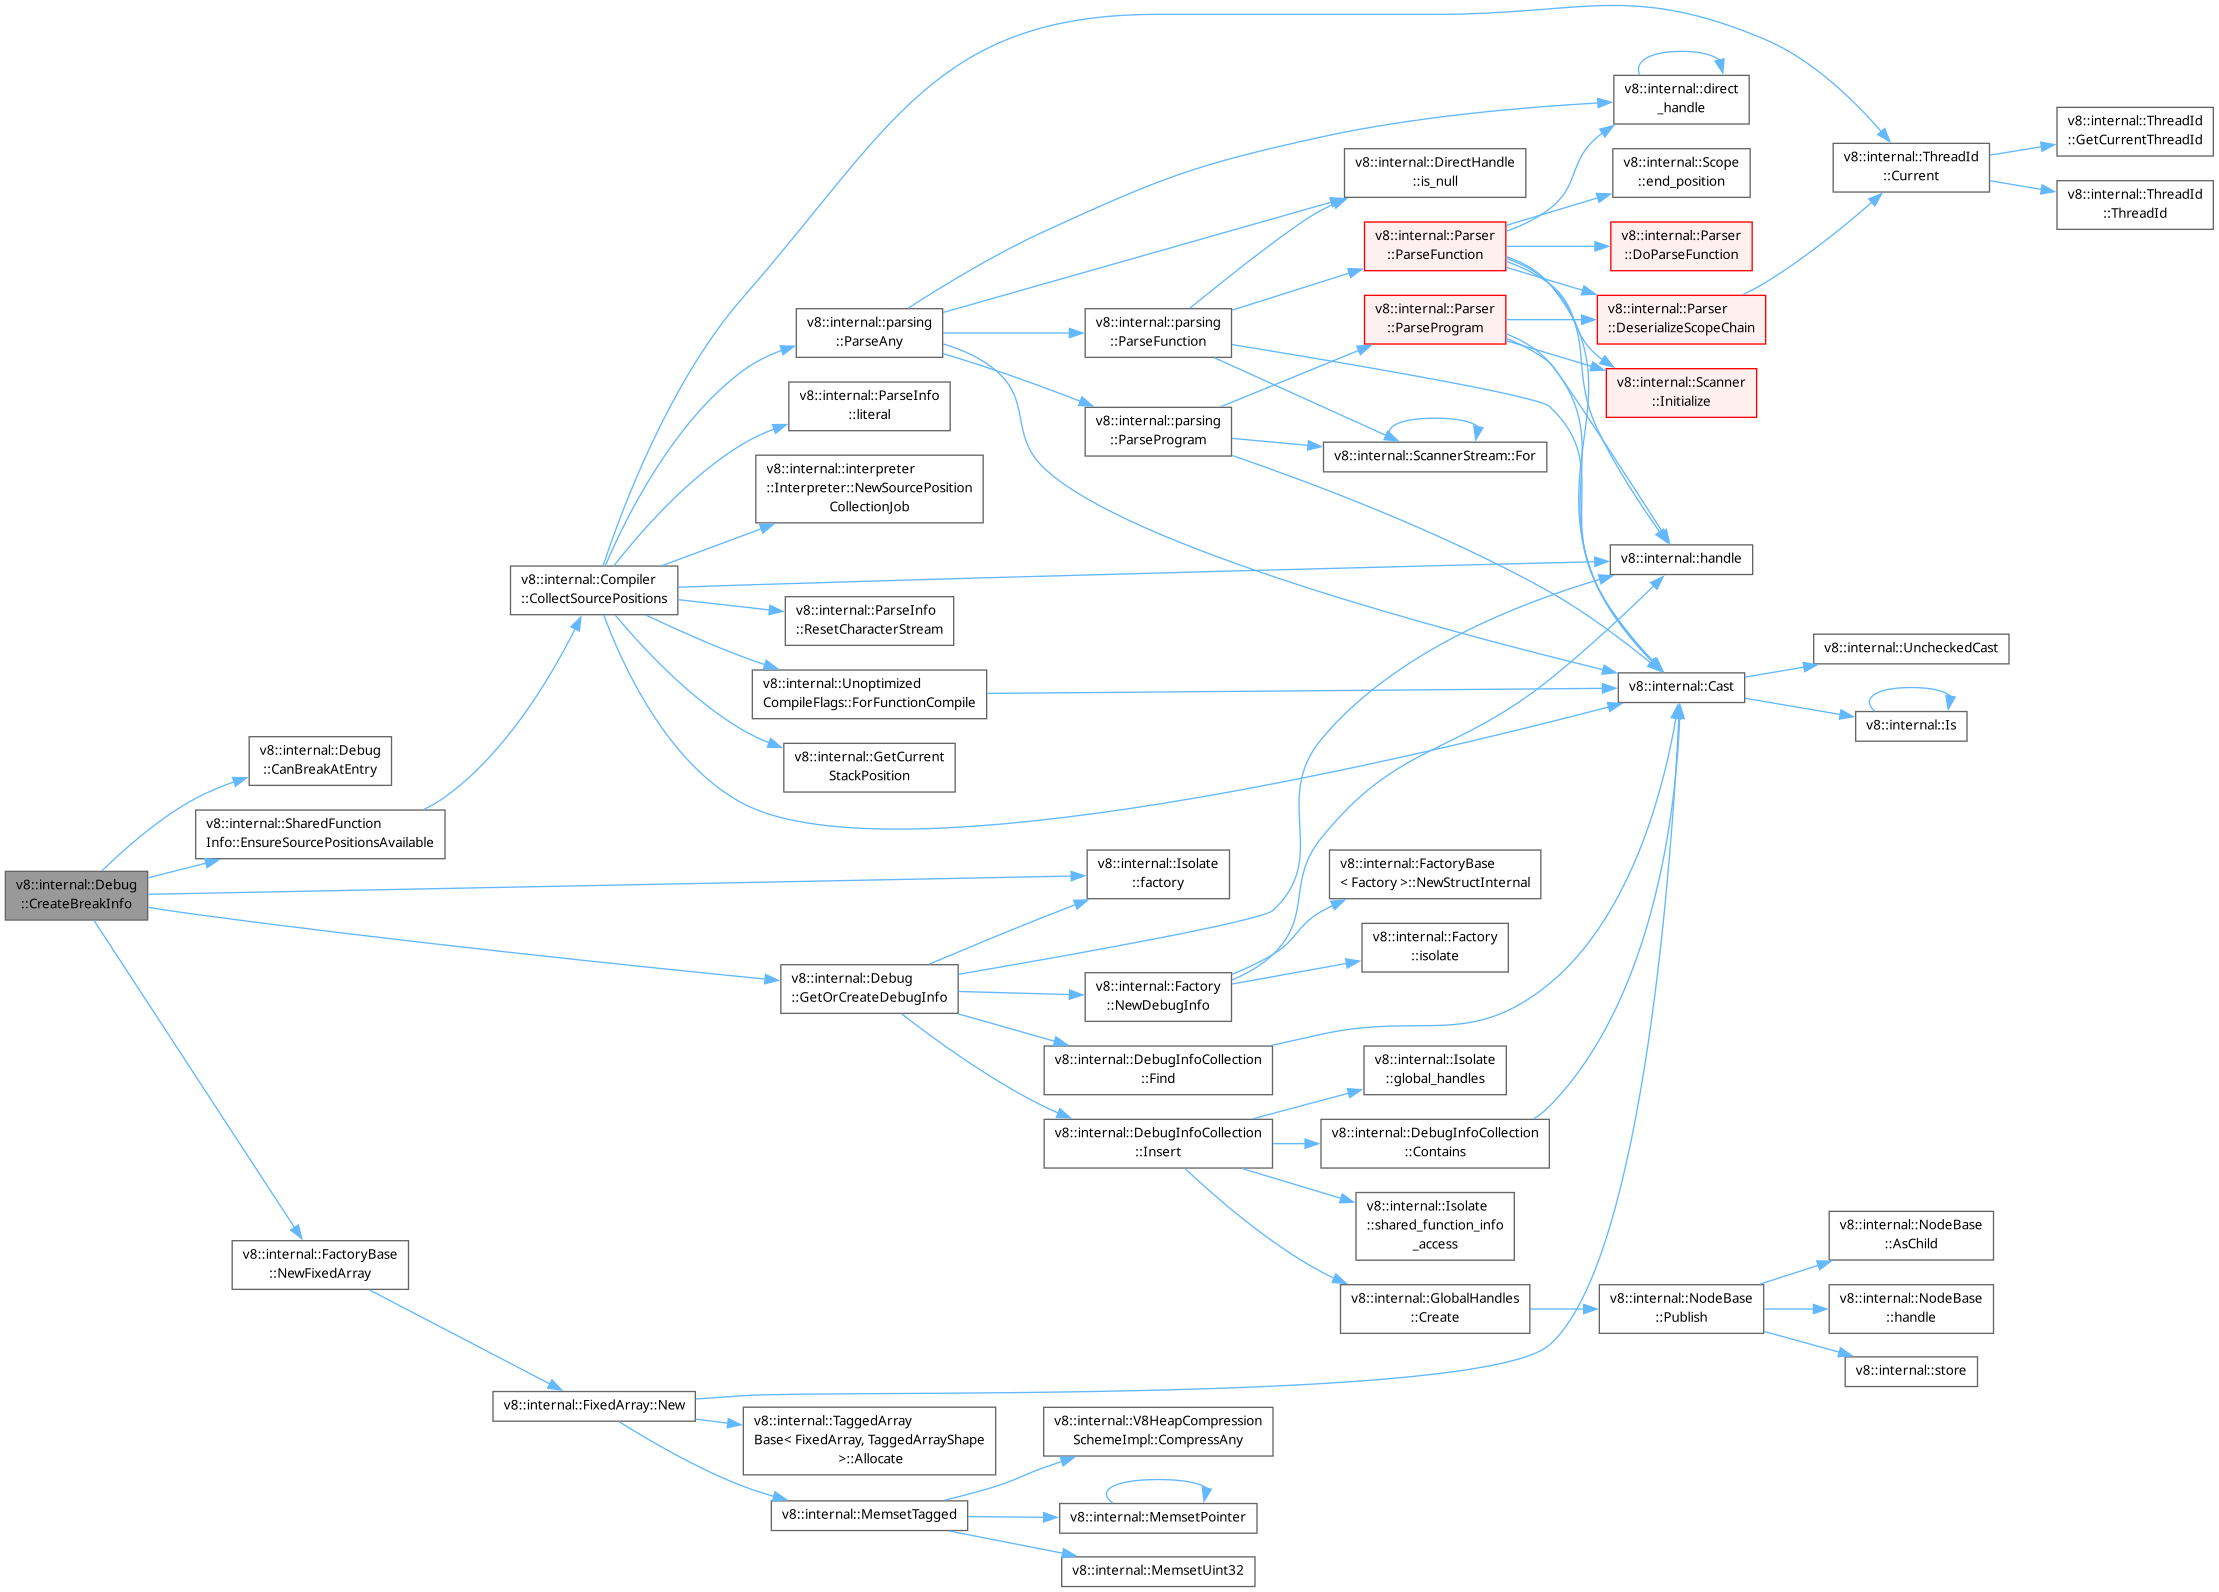 v8::internal::Debug
::CreateBreakInfo
v8::internal::Debug
::CanBreakAtEntry
v8::internal::SharedFunction
Info::EnsureSourcePositionsAvailable
v8::internal::FactoryBase
::NewFixedArray
v8::internal::Compiler
::CollectSourcePositions
v8::internal::FixedArray::New
v8::internal::parsing
::ParseAny
v8::internal::ParseInfo
::literal
v8::internal::interpreter
::Interpreter::NewSourcePosition
CollectionJob
v8::internal::ParseInfo
::ResetCharacterStream
v8::internal::Unoptimized
CompileFlags::ForFunctionCompile
v8::internal::GetCurrent
StackPosition
v8::internal::Debug
::GetOrCreateDebugInfo
v8::internal::TaggedArray
Base< FixedArray, TaggedArrayShape
>::Allocate
v8::internal::MemsetTagged
v8::internal::parsing
::ParseFunction
v8::internal::parsing
::ParseProgram
v8::internal::Isolate
::factory
v8::internal::Factory
::NewDebugInfo
v8::internal::DebugInfoCollection
::Find
v8::internal::DebugInfoCollection
::Insert
v8::internal::V8HeapCompression
SchemeImpl::CompressAny
v8::internal::MemsetPointer
v8::internal::MemsetUint32
v8::internal::DirectHandle
::is_null
v8::internal::Parser
::ParseFunction
v8::internal::Parser
::ParseProgram
v8::internal::ScannerStream::For
v8::internal::FactoryBase
< Factory >::NewStructInternal
v8::internal::Factory
::isolate
v8::internal::Isolate
::global_handles
v8::internal::DebugInfoCollection
::Contains
v8::internal::Isolate
::shared_function_info
_access
v8::internal::GlobalHandles
::Create
v8::internal::direct
_handle
v8::internal::Scope
::end_position
v8::internal::Parser
::DoParseFunction
v8::internal::Parser
::DeserializeScopeChain
v8::internal::Scanner
::Initialize
v8::internal::handle
v8::internal::Cast
v8::internal::NodeBase
::Publish
v8::internal::ThreadId
::Current
v8::internal::UncheckedCast
v8::internal::Is
v8::internal::NodeBase
::AsChild
v8::internal::NodeBase
::handle
v8::internal::store
v8::internal::ThreadId
::GetCurrentThreadId
v8::internal::ThreadId
::ThreadId